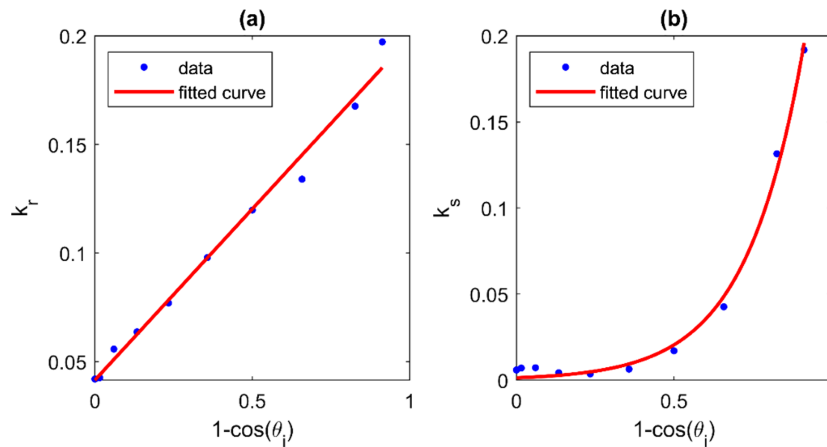 (a)
0.2
0.15
0.1
0.05
k_r
data
fitted curve
0
0.5
1
1-cos(θ_i)
(b)
0.2
0.15
0.1
0.05
0
k_s
data
fitted curve
0
0.5
1
1-cos(θ_i)